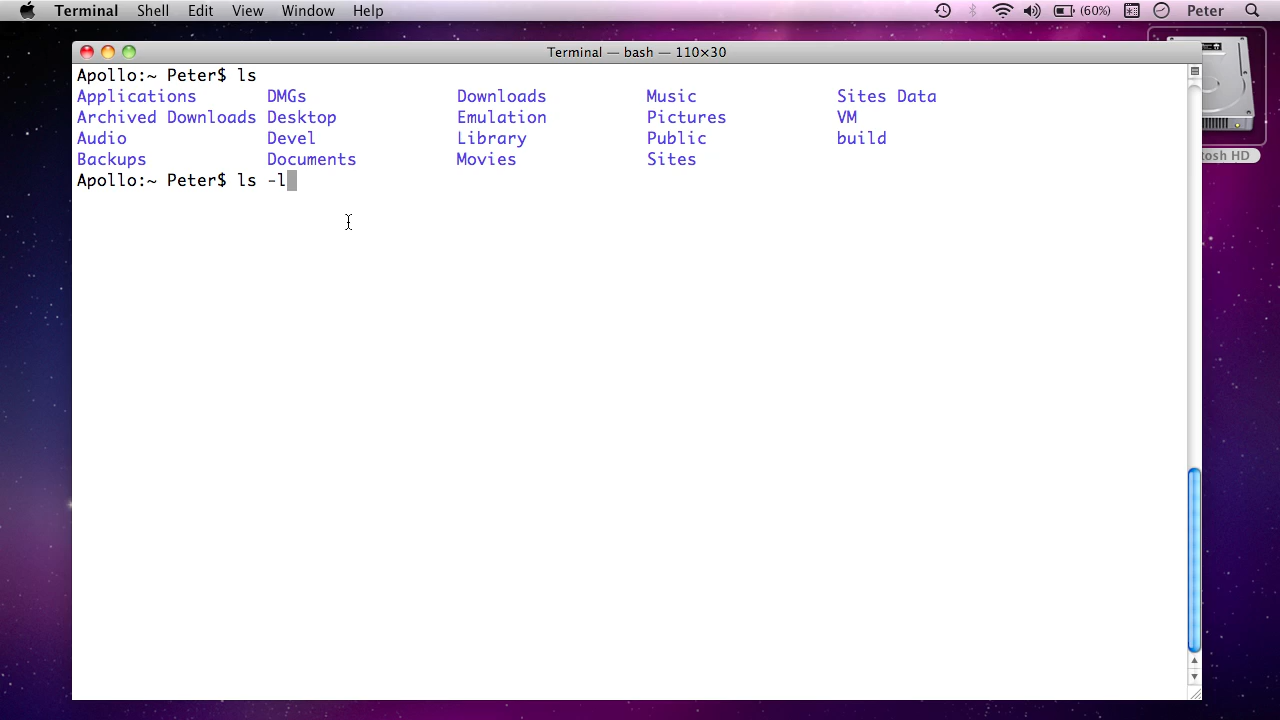 Terminal Shell Edit View Window Help (60%) Peter
Terminal — bash — 110×30
Apollo:~ Peter$ ls
Applications DMGs Downloads Music Sites Data
Archived Downloads Desktop Emulation Pictures VM
Audio Devel Library Public build
Backups Documents Movies Sites
Apollo:~ Peter$ ls -l
tosh HD